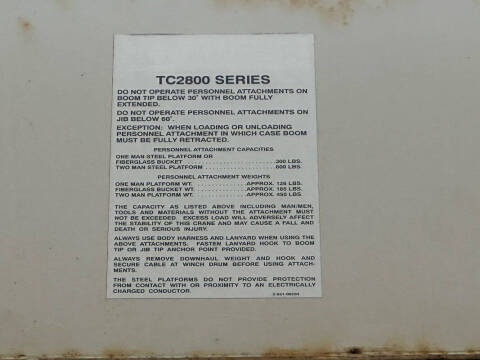 TC2800 SERIES
DO NOT OPERATE PERSONNEL ATTACHMENTS ON
BOOM TIP BELOW 30° WITH BOOM FULLY
EXTENDED.
DO NOT OPERATE PERSONNEL ATTACHMENTS ON
JIB BELOW 60°.
EXCEPTION: WHEN LOADING OR UNLOADING
PERSONNEL ATTACHMENT IN WHICH CASE BOOM
MUST BE FULLY RETRACTED.
PERSONNEL ATTACHMENT CAPACITIES
ONE MAN STEEL PLATFORM OR
FIBERGLASS BUCKET ........................ 300 LBS.
TWO MAN STEEL PLATFORM ................... 600 LBS.
PERSONNEL ATTACHMENT WEIGHTS
ONE MAN PLATFORM WT. ............ APPROX. 125 LBS.
FIBERGLASS BUCKET WT. ........... APPROX. 165 LBS.
TWO MAN PLATFORM WT. ............ APPROX. 450 LBS.
THE CAPACITY AS LISTED ABOVE INCLUDING MAN/MEN,
TOOLS AND MATERIALS WITHOUT THE ATTACHMENT MUST
NOT BE EXCEEDED. EXCESS LOAD WILL ADVERSELY AFFECT
THE STABILITY OF THIS CRANE AND MAY CAUSE A FALL AND
DEATH OR SERIOUS INJURY.
ALWAYS USE BODY HARNESS AND LANYARD WHEN USING THE
ABOVE ATTACHMENTS. FASTEN LANYARD HOOK TO BOOM
TIP OR JIB TIP ANCHOR POINT PROVIDED.
ALWAYS REMOVE DOWNHAUL WEIGHT AND HOOK AND
SECURE CABLE AT WINCH DRUM BEFORE USING ATTACH-
MENTS.
THE STEEL PLATFORMS DO NOT PROVIDE PROTECTION
FROM CONTACT WITH OR PROXIMITY TO AN ELECTRICALLY
CHARGED CONDUCTOR.